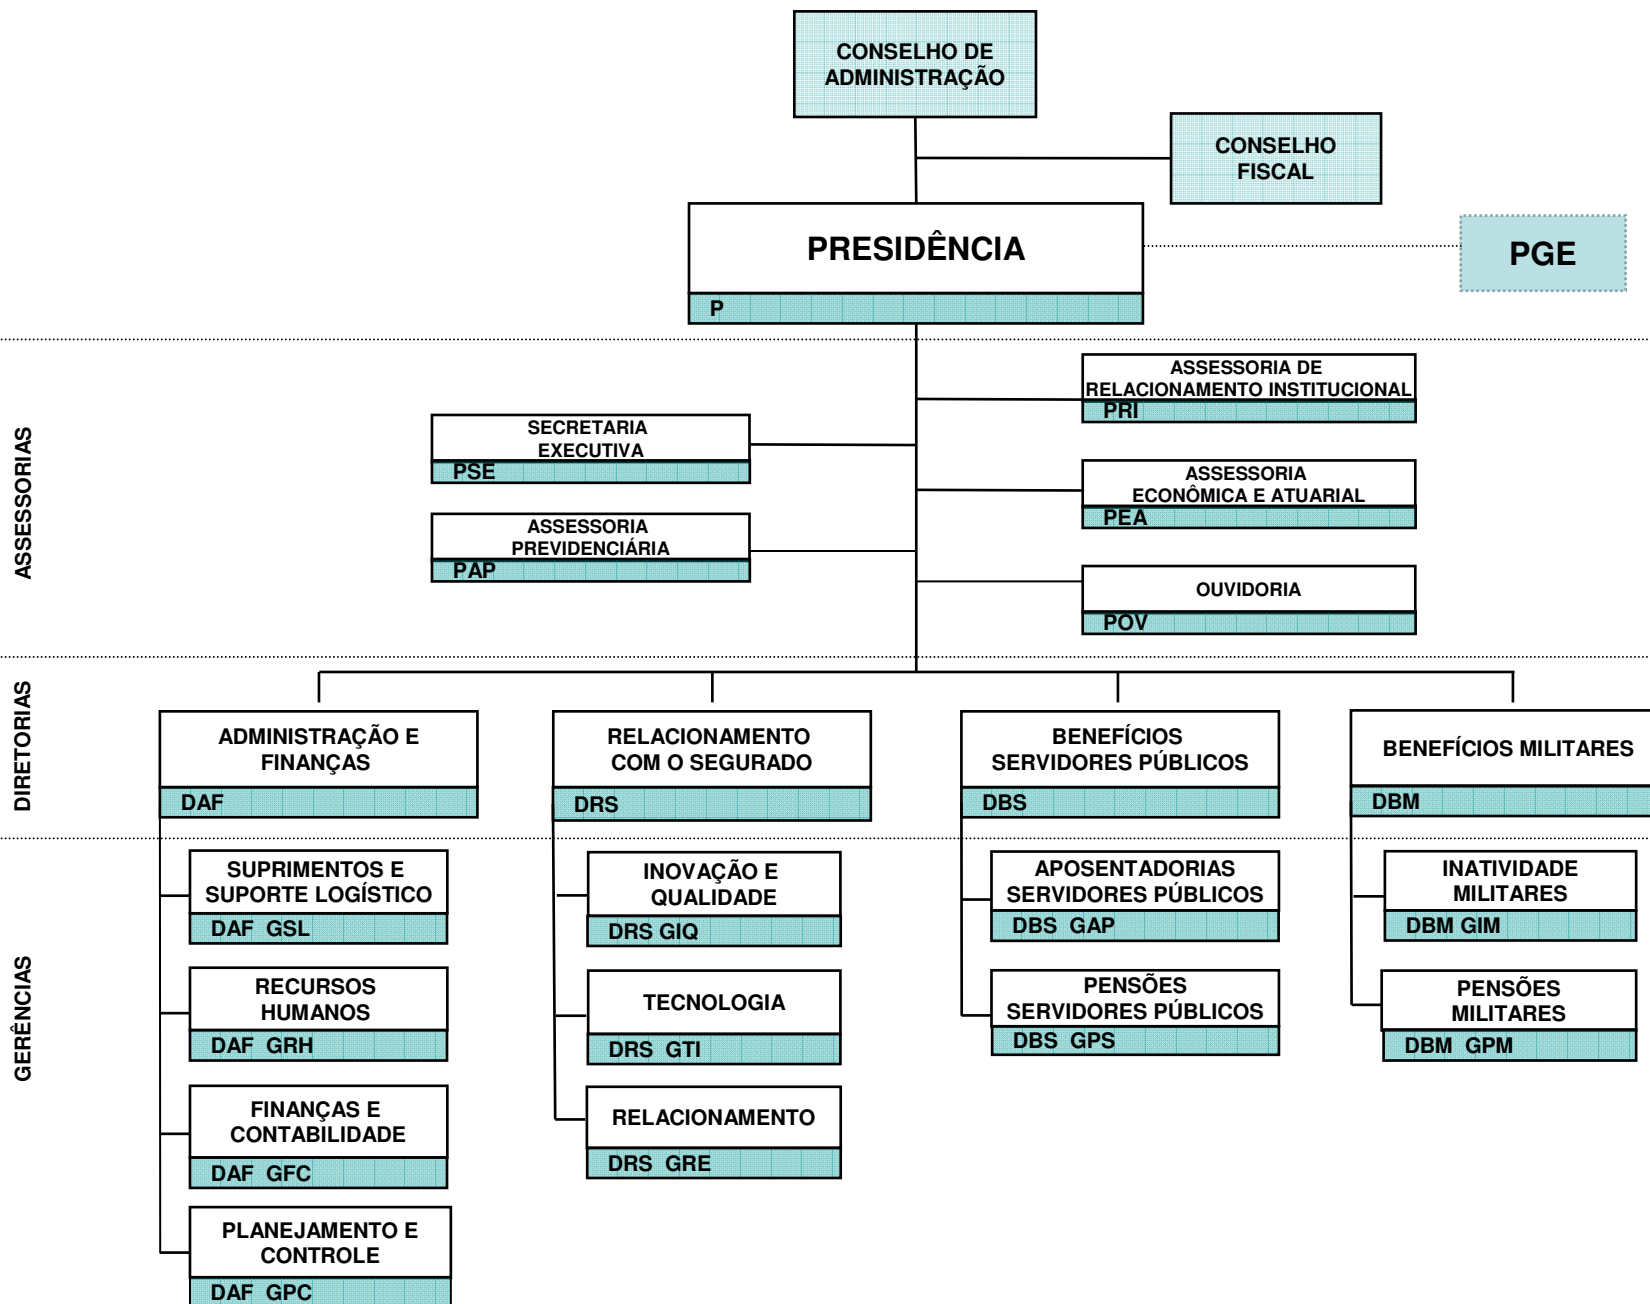 CONSELHO DE
ADMINISTRAÇÃO
CONSELHO
FISCAL
PRESIDÊNCIA
P
PGE
ASSESSORIAS
ASSESSORIA DE
RELACIONAMENTO INSTITUCIONAL
PRI
SECRETARIA
EXECUTIVA
PSE
ASSESSORIA
ECONÔMICA E ATUARIAL
PEA
ASSESSORIA
PREVIDENCIÁRIA
PAP
OUVIDORIA
POV
DIRETORIAS
ADMINISTRAÇÃO E
FINANÇAS
DAF
RELACIONAMENTO
COM O SEGURADO
DRS
BENEFÍCIOS
SERVIDORES PÚBLICOS
DBS
BENEFÍCIOS MILITARES
DBM
GERÊNCIAS
SUPRIMENTOS E
SUPORTE LOGÍSTICO
DAF GSL
RECURSOS
HUMANOS
DAF GRH
FINANÇAS E
CONTABILIDADE
DAF GFC
PLANEJAMENTO E
CONTROLE
DAF GPC
INOVAÇÃO E
QUALIDADE
DRS GIQ
TECNOLOGIA
DRS GTI
RELACIONAMENTO
DRS GRE
APOSENTADORIAS
SERVIDORES PÚBLICOS
DBS GAP
PENSÕES
SERVIDORES PÚBLICOS
DBS GPS
INATIVIDADE
MILITARES
DBM GIM
PENSÕES
MILITARES
DBM GPM